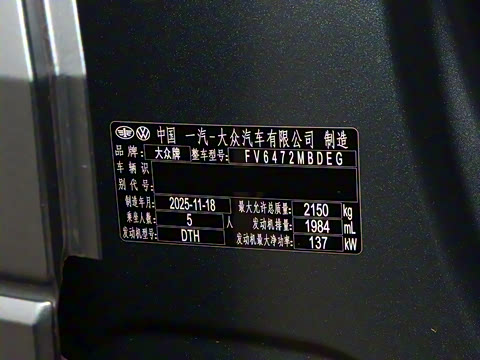 中国 一汽-大众汽车有限公司 制造
品牌: 大众牌 整车型号: FV6472MBDEG
车辆识
别代号:
制造年月: 2025-11-18 最大允许总质量: 2150 kg
乘坐人数: 5 人 发动机排量: 1984 mL
发动机型号: DTH 发动机最大净功率: 137 kW